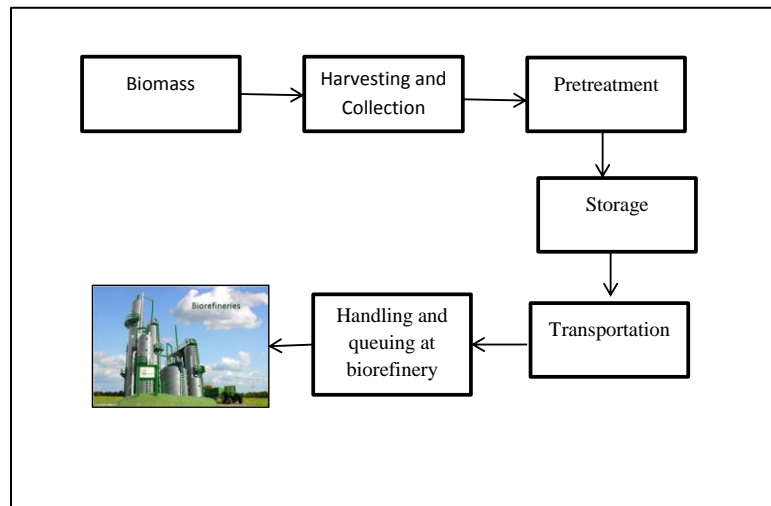 Biomass
Harvesting and
Collection
Pretreatment
Storage
Transportation
Handling and
queuing at
biorefinery
Biorefineries